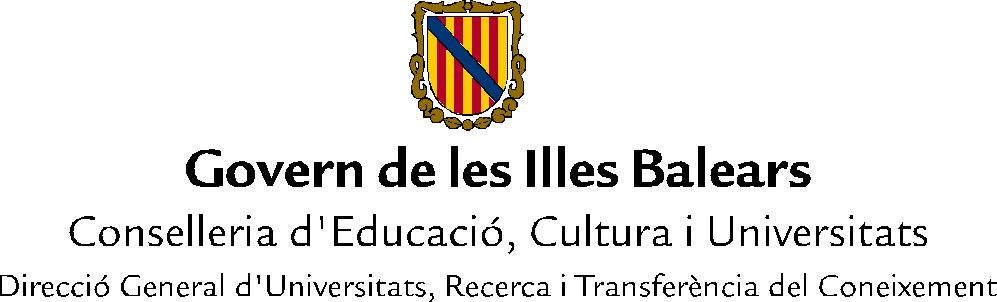 Govern de les Illes Balears
Conselleria d'Educació, Cultura i Universitats
Direcció General d'Universitats, Recerca i Transferència del Coneixement